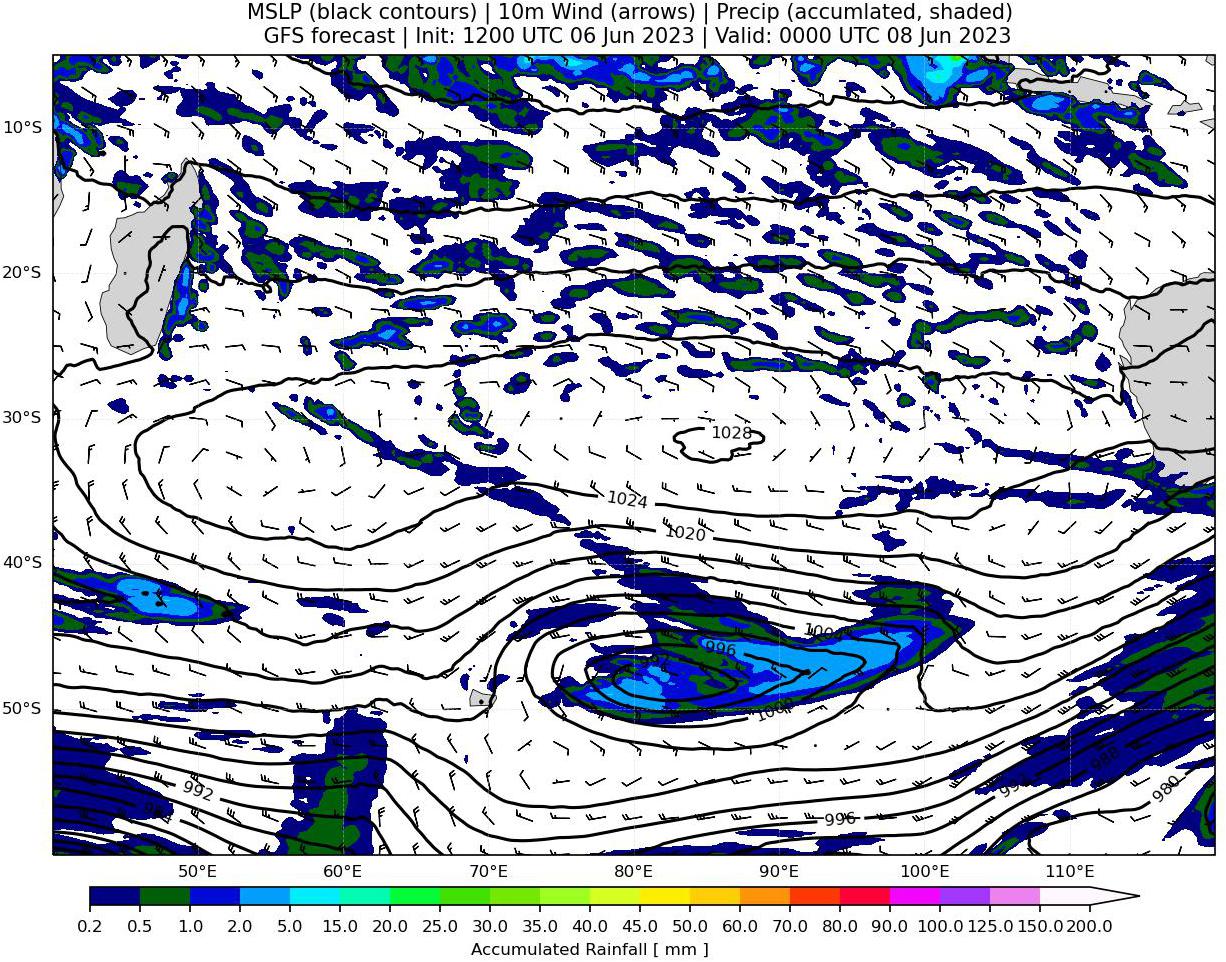 MSLP (black contours) | 10m Wind (arrows) | Precip (accumlated, shaded)
GFS forecast | Init: 1200 UTC 06 Jun 2023 | Valid: 0000 UTC 08 Jun 2023
10°S
20°S
30°S
1028
1024
1020
40°S
1004
996
992
50°S
1000
988
992
992
980
984
996
50°E
60°E
70°E
80°E
90°E
100°E
110°E
0.2 0.5 1.0 2.0 5.0 15.0 20.0 25.0 30.0 35.0 40.0 45.0 50.0 60.0 70.0 80.0 90.0 100.0 125.0 150.0 200.0
Accumulated Rainfall [ mm ]